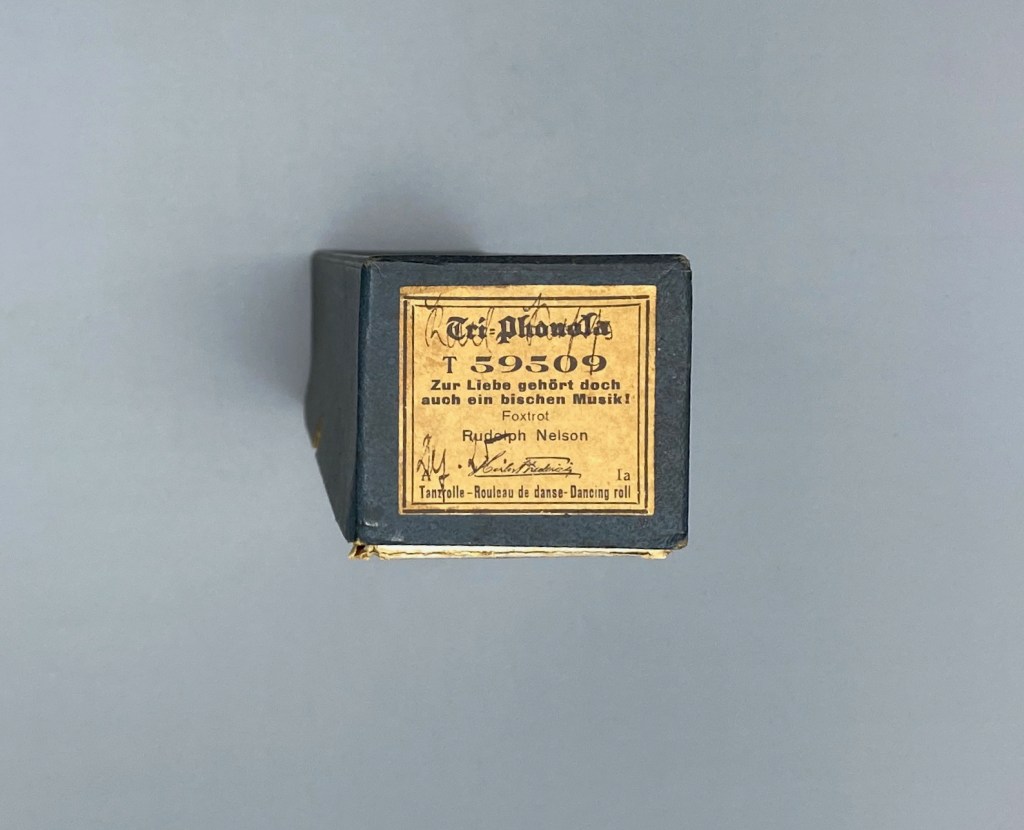 Tri-Phonola
T 59509
Zur Liebe gehört doch
auch ein bischen Musik!
Foxtrot
Rudolph Nelson
A Ia
Tanzrolle-Rouleau de danse-Dancing roll